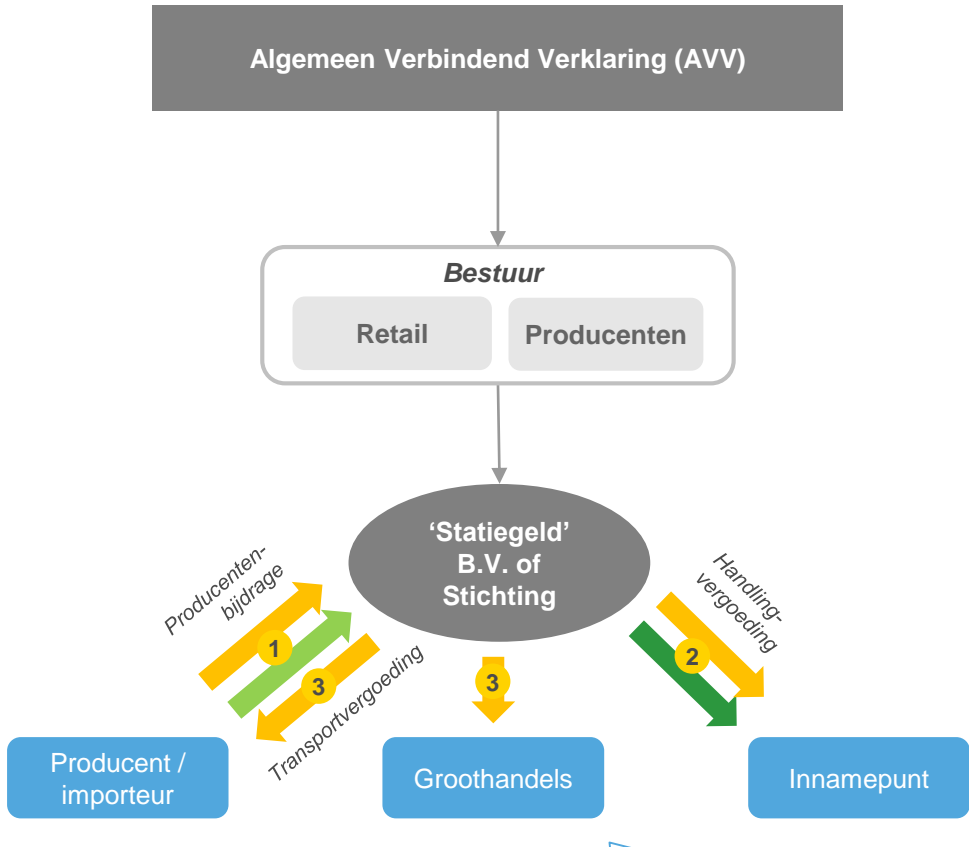 Algemeen Verbindend Verklaring (AVV)
Bestuur
Retail
Producenten
'Statiegeld'
B.V. of
Stichting
Producenten-
bijdrage
1
3
Transportvergoeding
3
Handling-
vergoeding
2
Producent /
importeur
Groothandels
Innamepunt